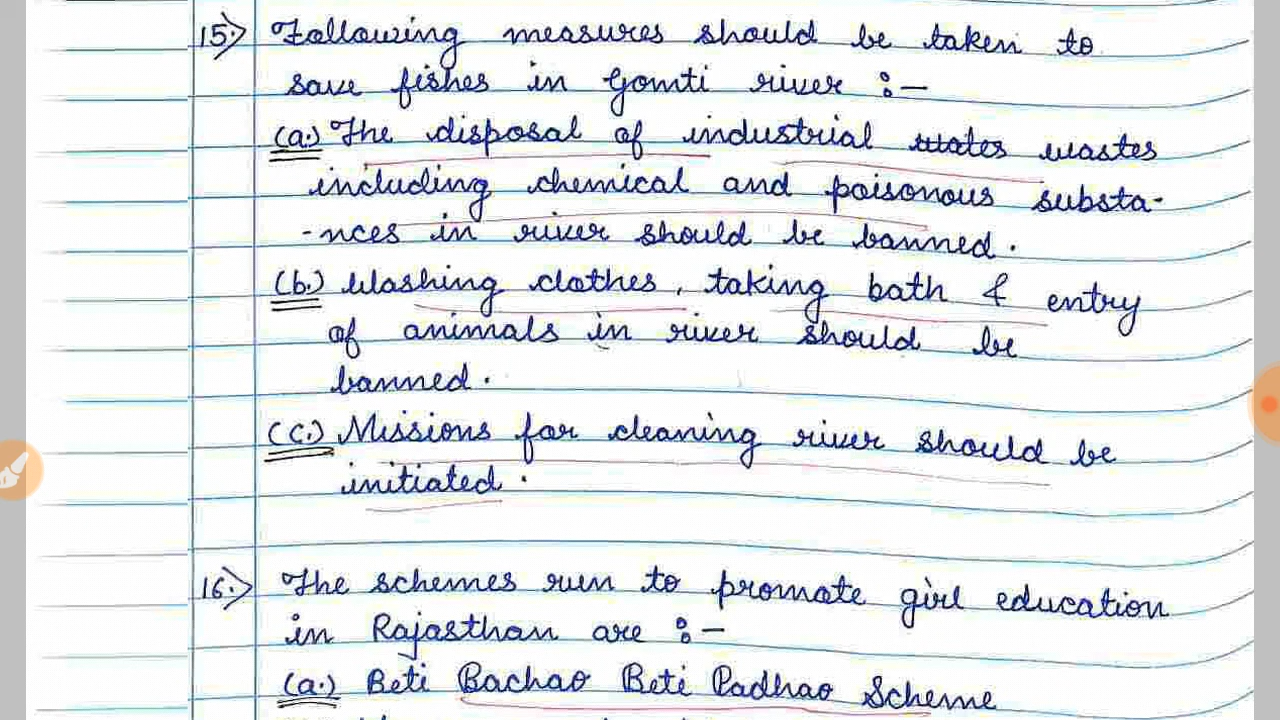 15.> Following measures should be taken to
save fishes in Gomti river :-
(a.) The disposal of industrial wates wastes
including chemical and poisonous substa-
-nces in river should be banned.
(b.) Washing clothes, taking bath & entry
of animals in river should be
banned.
(c.) Missions for cleaning river should be
initiated.
16.> The schemes run to promote girl education
in Rajasthan are :-
(a.) Beti Bachao Beti Padhao Scheme